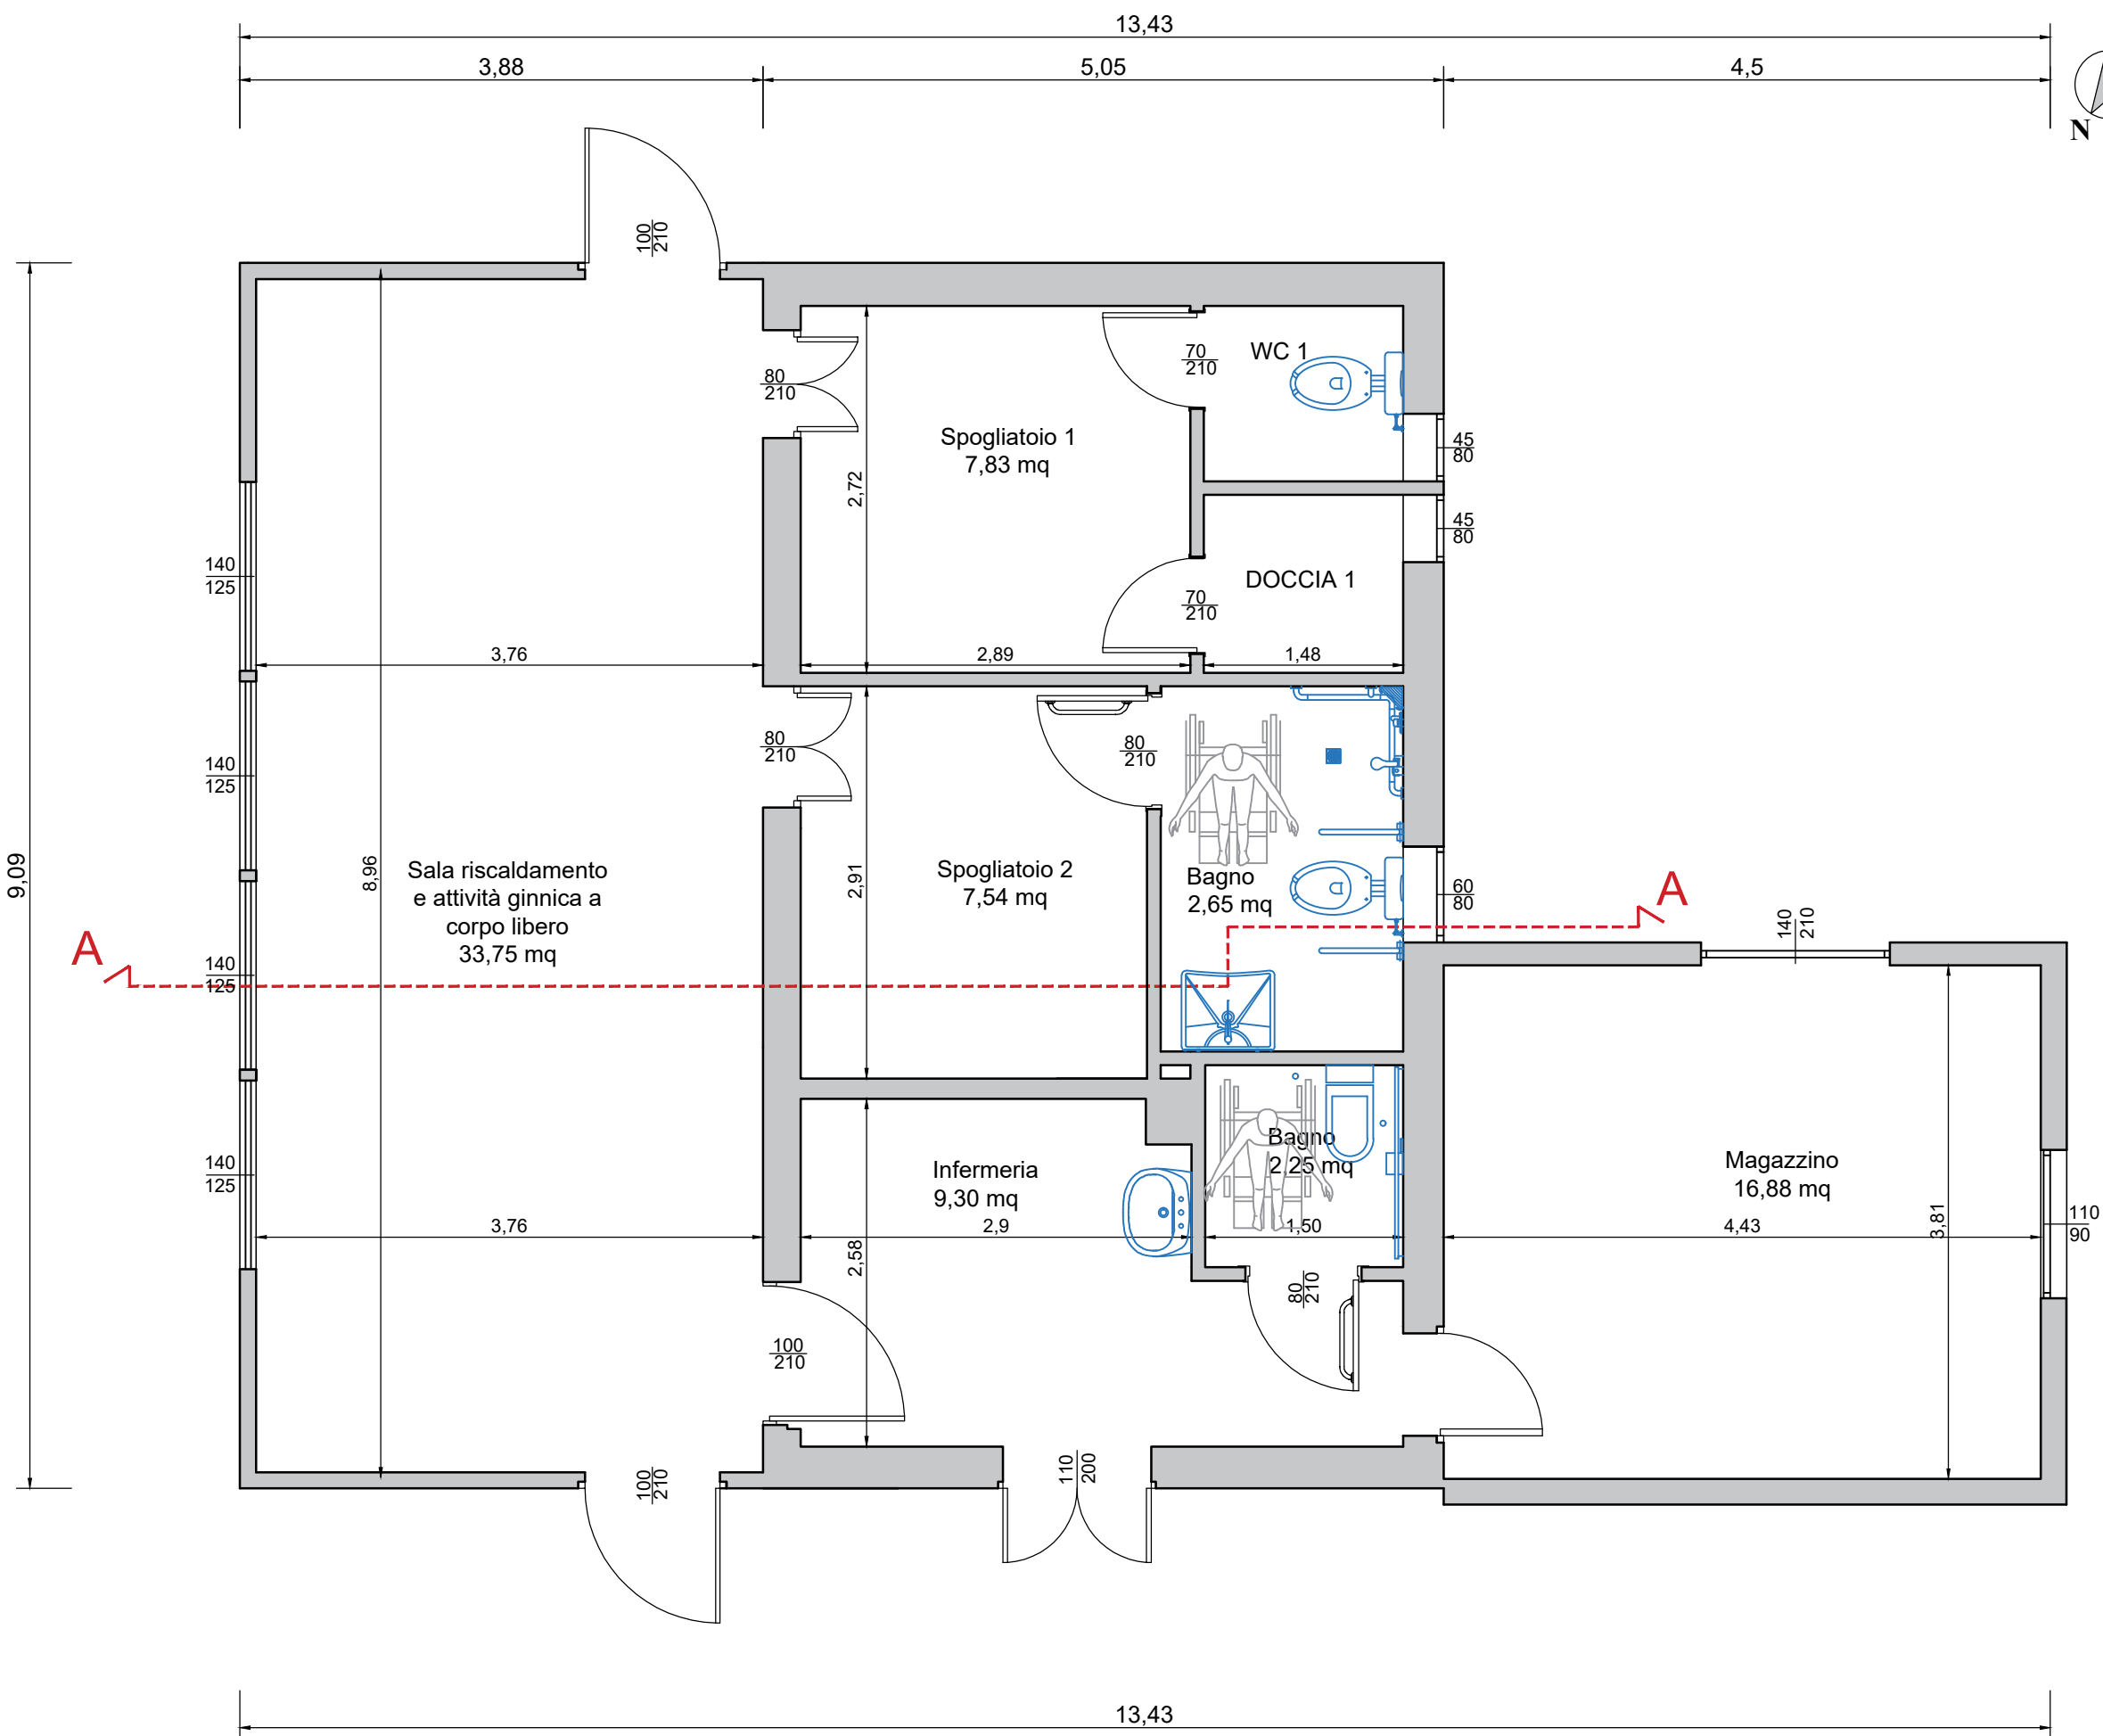 13,43
3,88
5,05
4,5
N
100
210
80
210
70
210
WC 1
45
80
Spogliatoio 1
7,83 mq
2,72
45
80
140
125
70
210
DOCCIA 1
3,76
2,89
1,48
80
210
80
210
140
125
9,09
8,96
Sala riscaldamento
e attività ginnica a
corpo libero
33,75 mq
2,91
Spogliatoio 2
7,54 mq
Bagno
2,65 mq
60
80
A
A
140
210
140
125
140
125
Infermeria
9,30 mq
Bagno
2,25 mq
Magazzino
16,88 mq
3,76
2,58
2,9
1,50
4,43
3,81
110
90
80
210
100
210
100
210
110
200
13,43